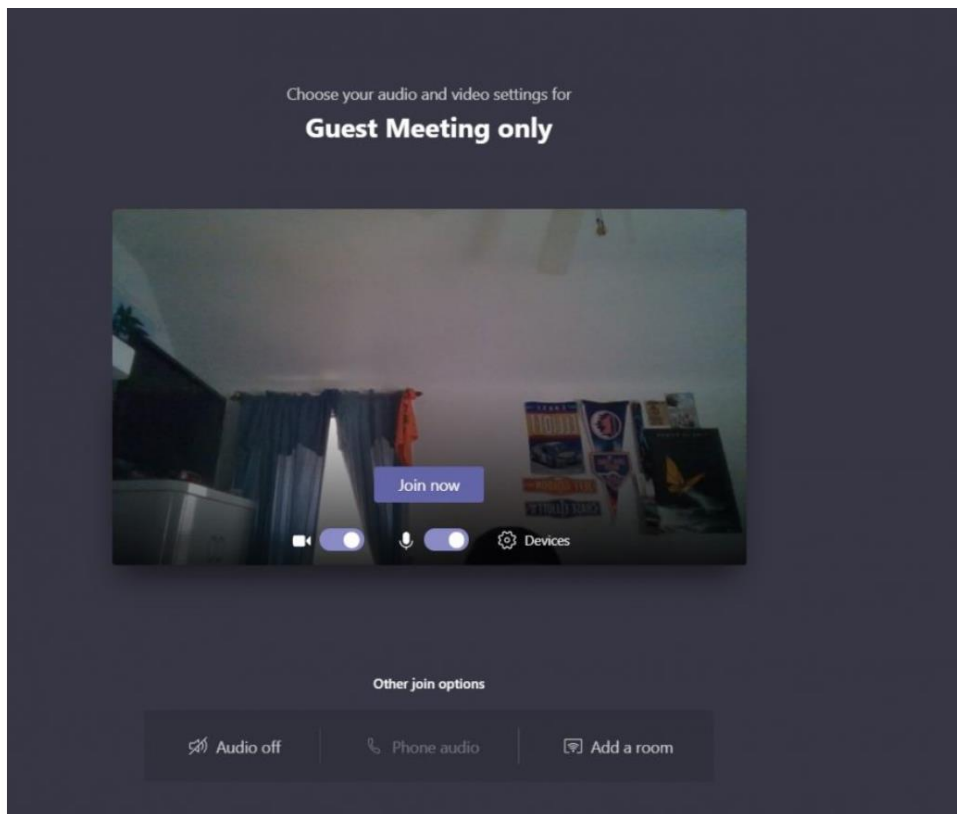 Choose your audio and video settings for
Guest Meeting only
Join now
Devices
Other join options
Audio off
Phone audio
Add a room